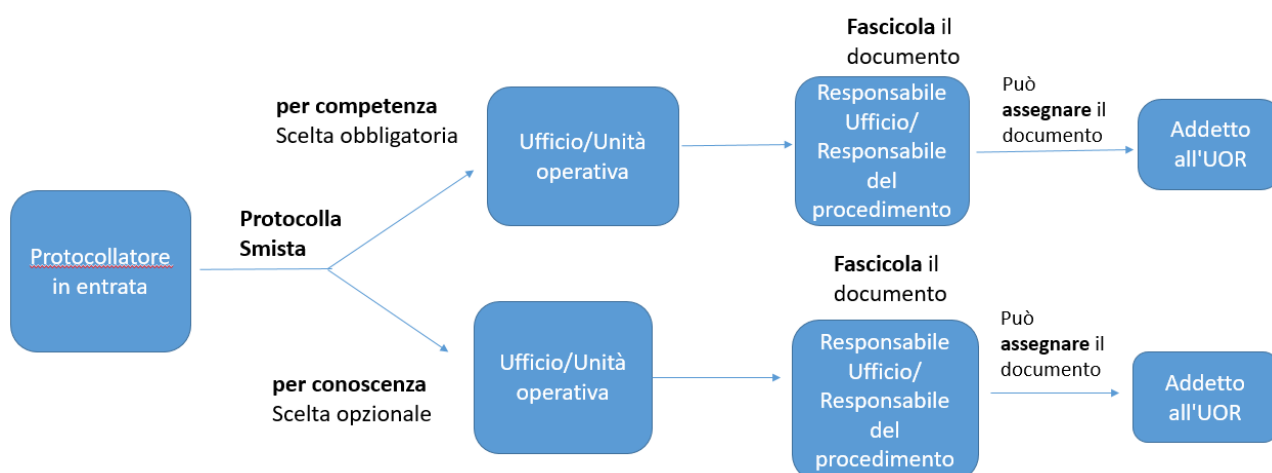 Protocollatore
in entrata
Protocolla
Smista
per competenza
Scelta obbligatoria
Ufficio/Unità
operativa
Fascicola il
documento
Responsabile
Ufficio/
Responsabile
del
procedimento
Può
assegnare il
documento
Addetto
all'UOR
per conoscenza
Scelta opzionale
Ufficio/Unità
operativa
Fascicola il
documento
Responsabile
Ufficio/
Responsabile
del
procedimento
Può
assegnare il
documento
Addetto
all'UOR